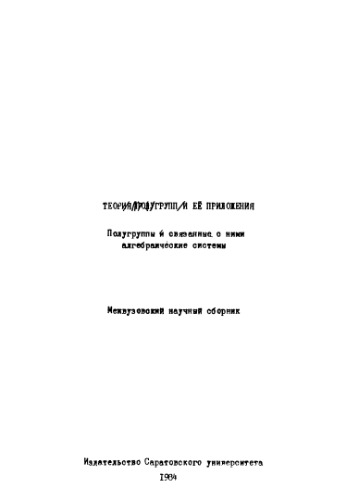 ТЕОРИЯ ПОЛУГРУПП И ЕЁ ПРИЛОЖЕНИЯ
Полугруппы и связанные с ними
алгебраические системы
Межвузовский научный сборник
Издательство Саратовского университета
1984